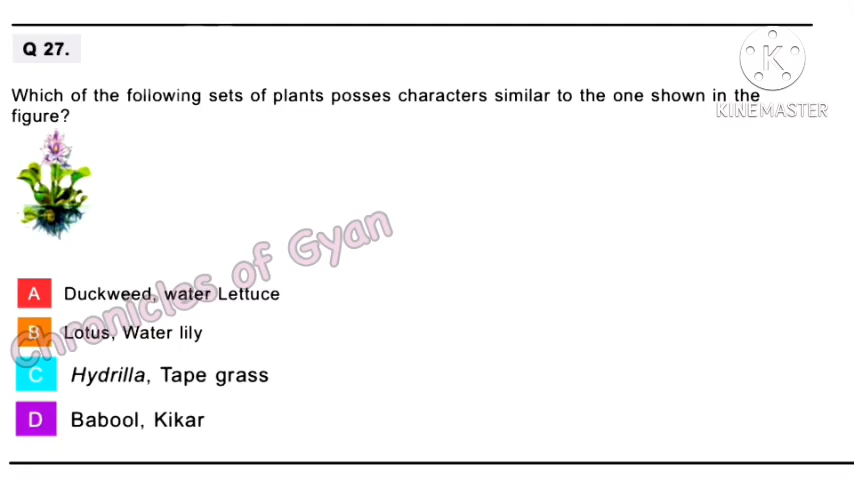 Q 27.
K
KINEMASTER
Which of the following sets of plants posses characters similar to the one shown in the
figure?
Chronicles of Gyan
A Duckweed, water Lettuce
B Lotus, Water lily
C Hydrilla, Tape grass
D Babool, Kikar